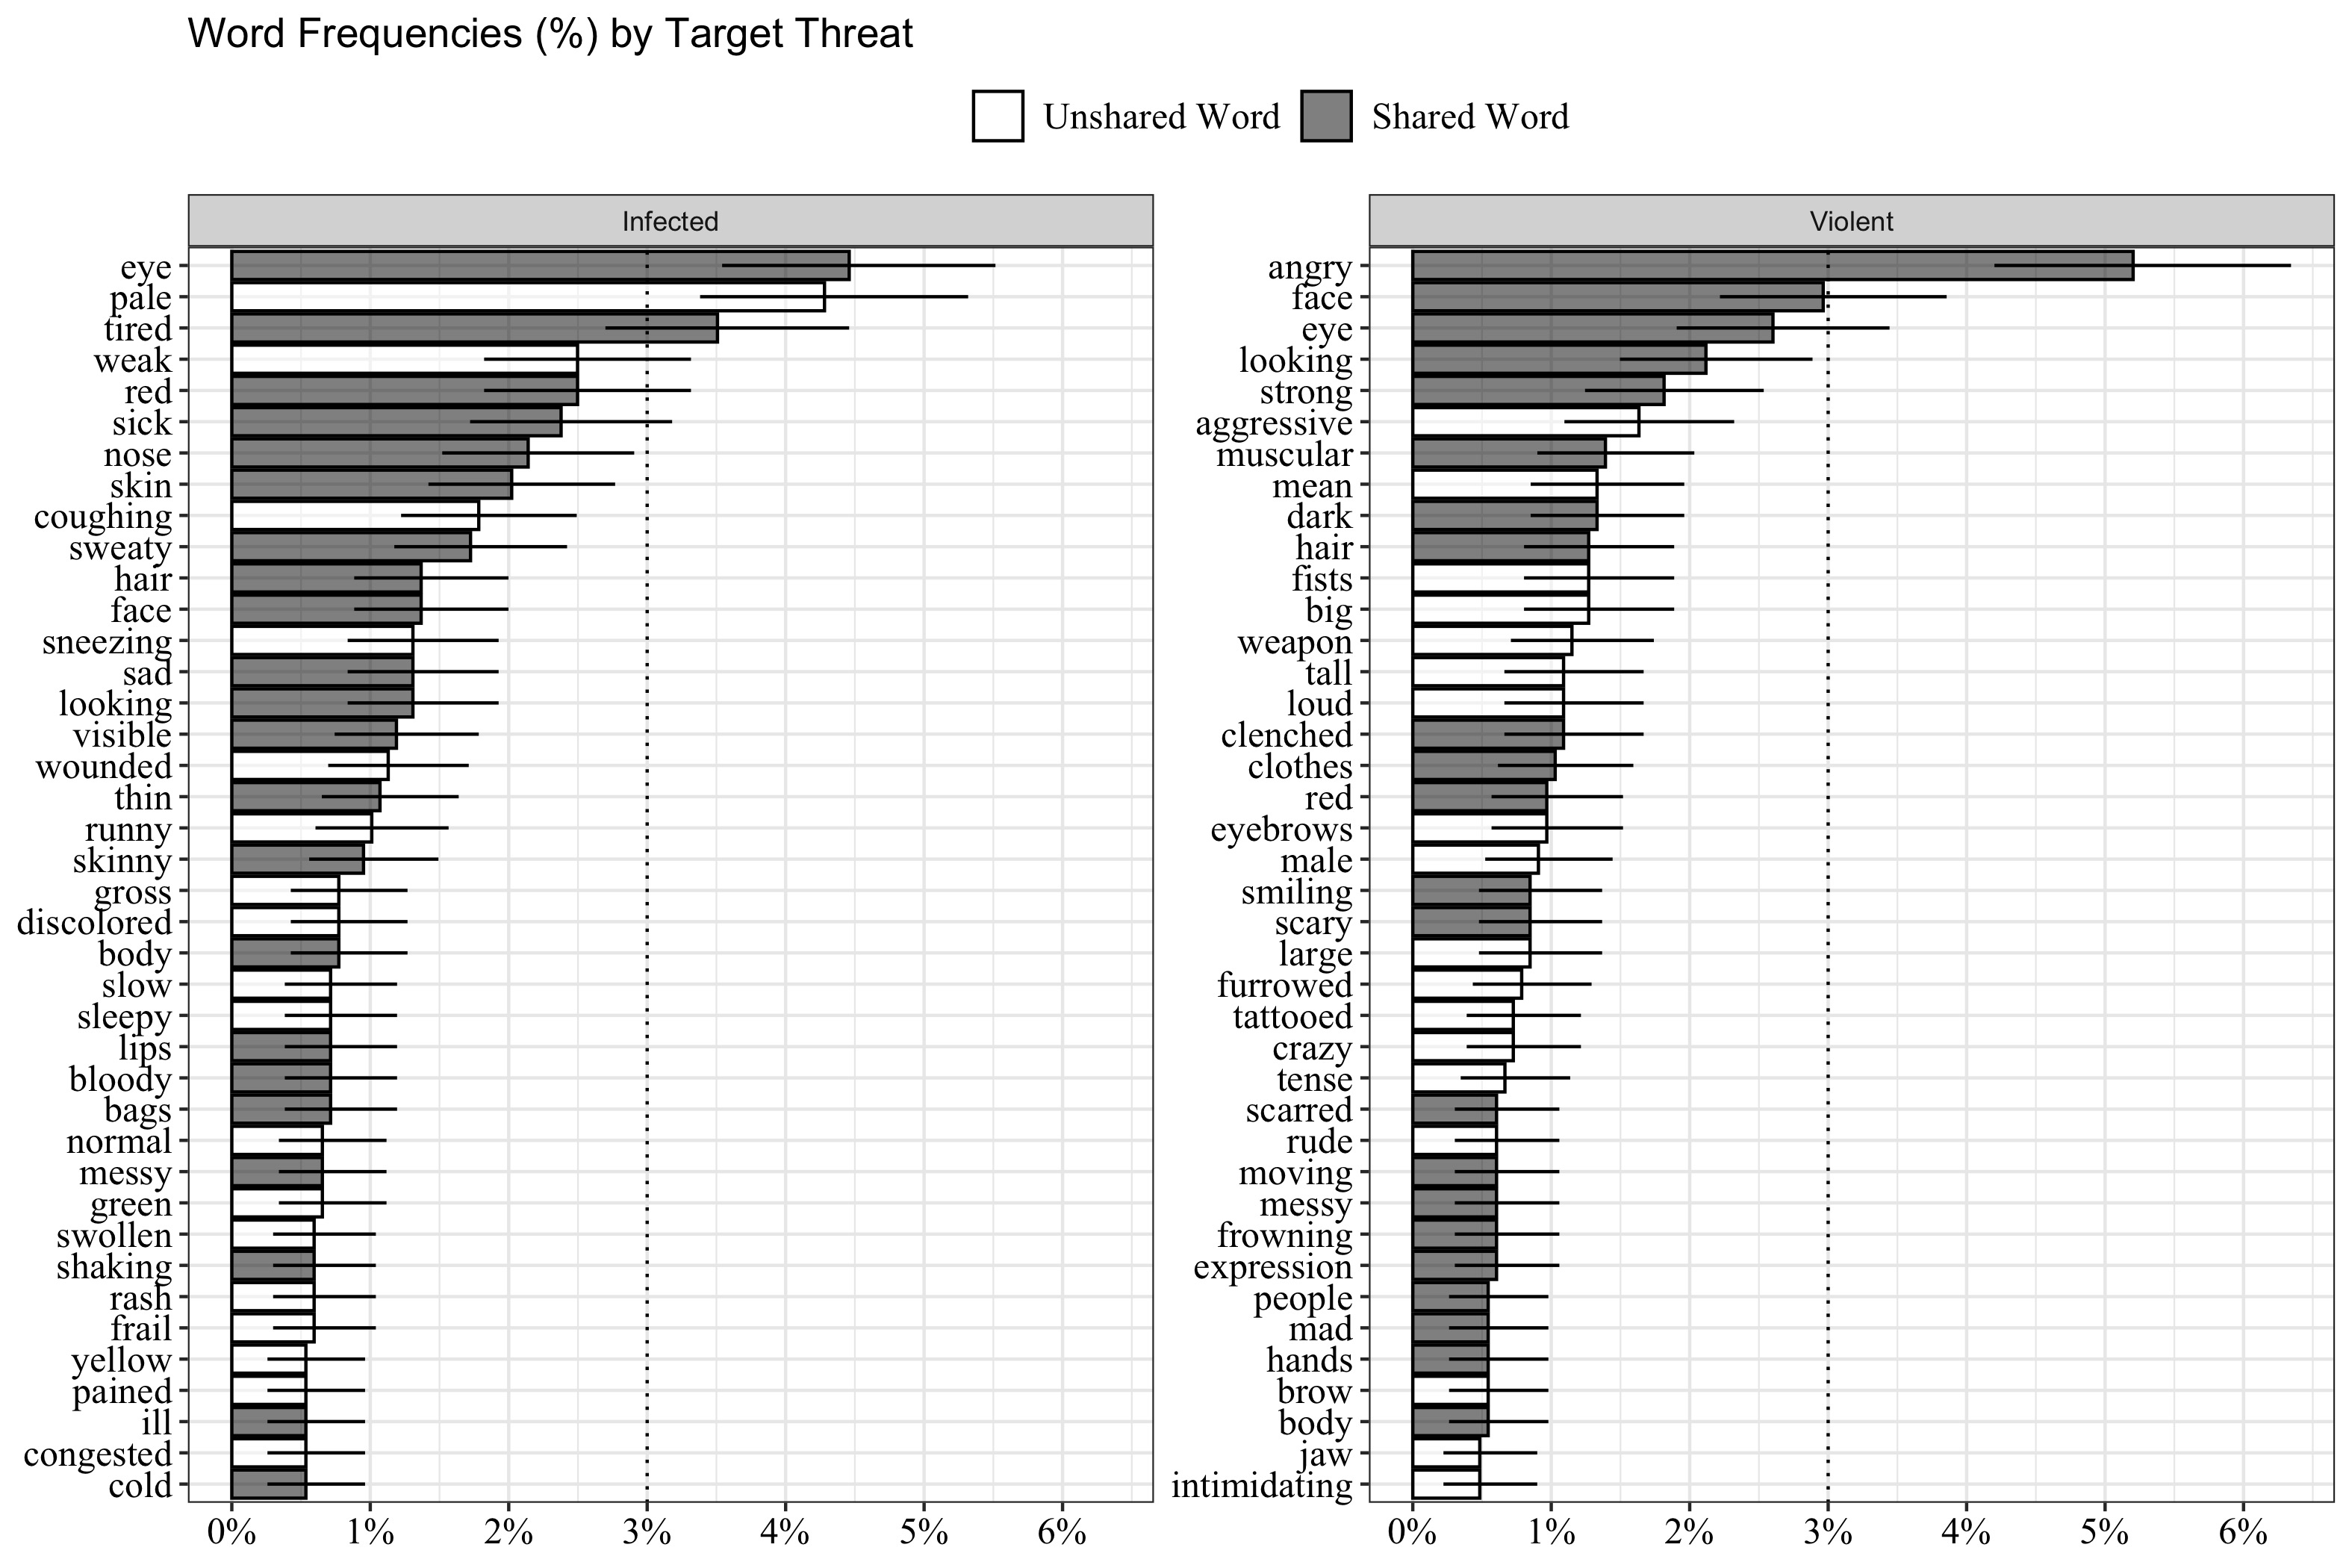 Word Frequencies (%) by Target Threat
Unshared Word Shared Word
Infected
eye
pale
tired
weak
red
sick
nose
skin
coughing
sweaty
hair
face
sneezing
sad
looking
visible
wounded
thin
runny
skinny
gross
discolored
body
slow
sleepy
lips
bloody
bags
normal
messy
green
swollen
shaking
rash
frail
yellow
pained
ill
congested
cold
0% 1% 2% 3% 4% 5% 6%
Violent
angry
face
eye
looking
strong
aggressive
muscular
mean
dark
hair
fists
big
weapon
tall
loud
clenched
clothes
red
eyebrows
male
smiling
scary
large
furrowed
tattooed
crazy
tense
scarred
rude
moving
messy
frowning
expression
people
mad
hands
brow
body
jaw
intimidating
0% 1% 2% 3% 4% 5% 6%